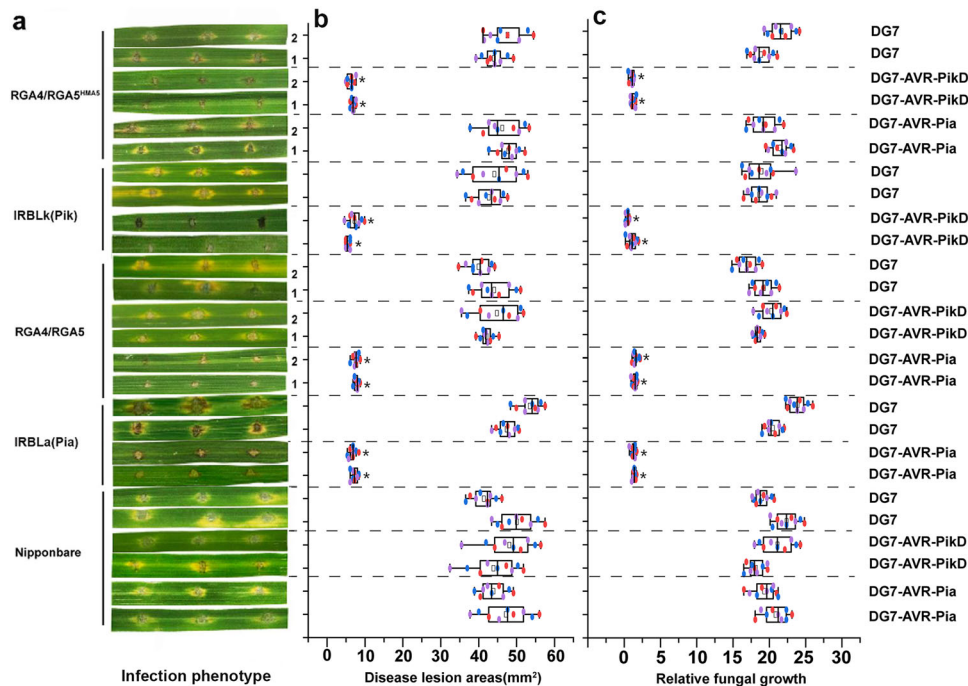 a
b
c
2
DG7
1
DG7
2
DG7-AVR-PikD
RGA4/RGA5HMA5
*
*
1
DG7-AVR-PikD
*
*
2
DG7-AVR-Pia
1
DG7-AVR-Pia
DG7
DG7
IRBLk(Pik)
DG7-AVR-PikD
*
*
DG7-AVR-PikD
*
*
2
DG7
1
DG7
RGA4/RGA5
2
DG7-AVR-PikD
1
DG7-AVR-PikD
2
DG7-AVR-Pia
*
*
1
DG7-AVR-Pia
*
*
DG7
IRBLa(Pia)
DG7
DG7-AVR-Pia
*
*
DG7-AVR-Pia
*
*
DG7
DG7
Nipponbare
DG7-AVR-PikD
DG7-AVR-PikD
DG7-AVR-Pia
DG7-AVR-Pia
0 10 20 30 40 50 60
0 5 10 15 20 25 30
Infection phenotype
Disease lesion areas(mm²)
Relative fungal growth